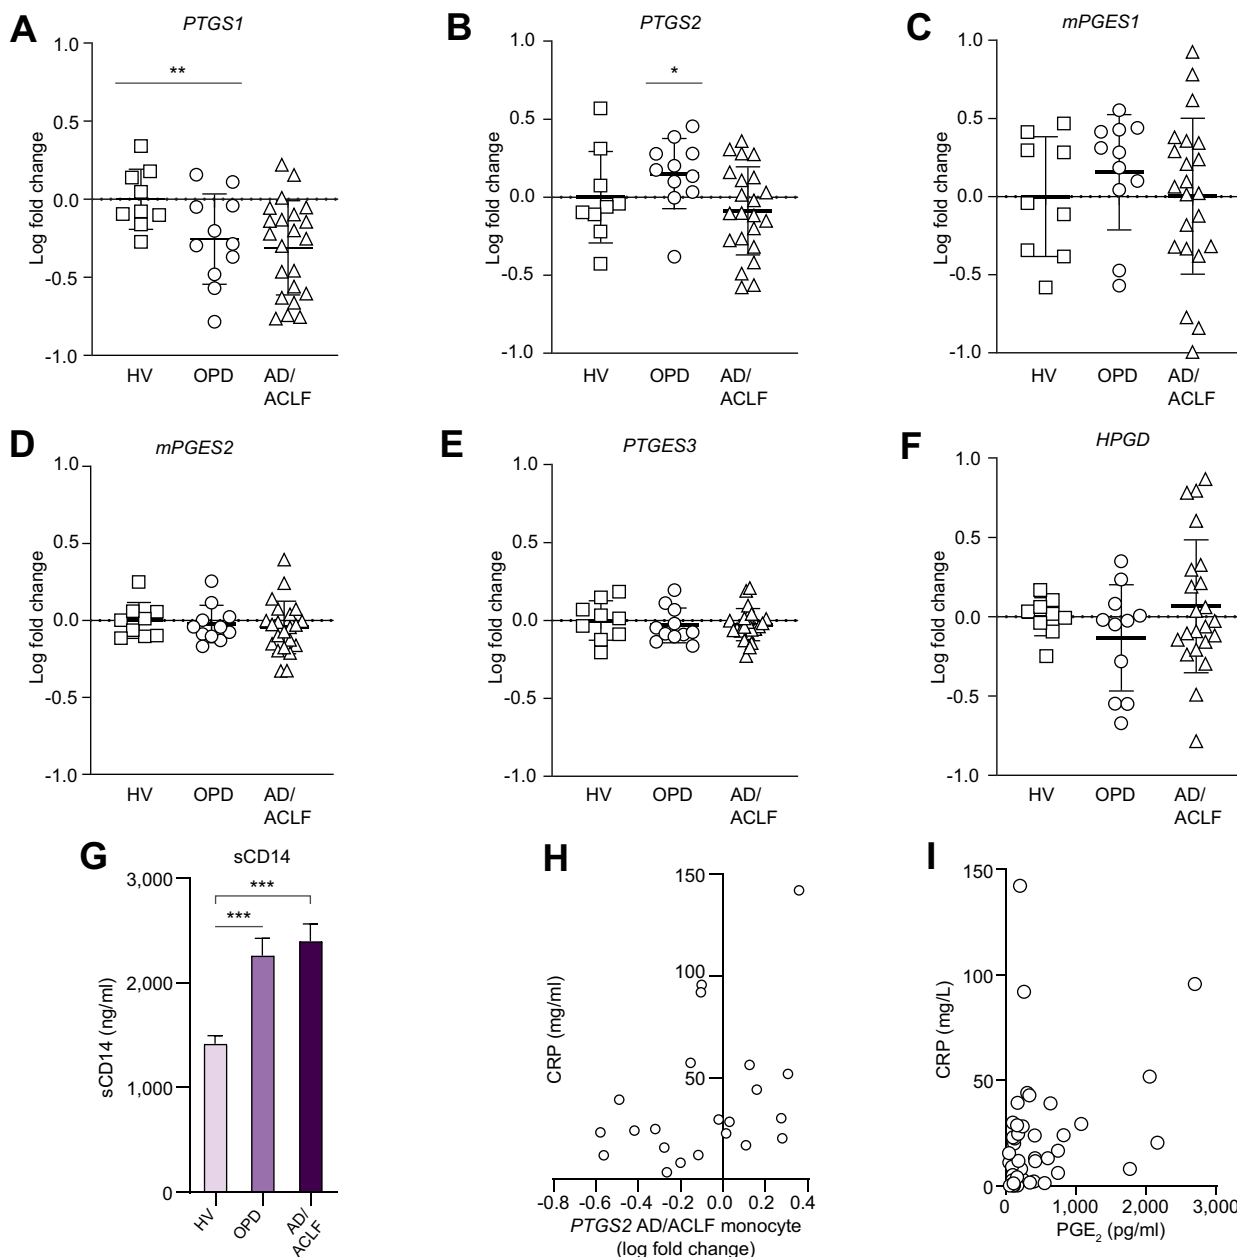 A
PTGS1
1.0
0.5
0.0
-0.5
-1.0
Log fold change
**
HV
OPD
AD/
ACLF
B
PTGS2
1.0
0.5
0.0
-0.5
-1.0
Log fold change
*
HV
OPD
AD/
ACLF
C
mPGES1
1.0
0.5
0.0
-0.5
-1.0
Log fold change
HV
OPD
AD/
ACLF
D
mPGES2
1.0
0.5
0.0
-0.5
-1.0
Log fold change
HV
OPD
AD/
ACLF
E
PTGES3
1.0
0.5
0.0
-0.5
-1.0
Log fold change
HV
OPD
AD/
ACLF
F
HPGD
1.0
0.5
0.0
-0.5
-1.0
Log fold change
HV
OPD
AD/
ACLF
G
sCD14
3,000
2,000
1,000
0
sCD14 (ng/ml)
***
***
HV
OPD
AD/
ACLF
H
150
100
50
CRP (mg/ml)
-0.8 -0.6 -0.4 -0.2 0.0 0.2 0.4
PTGS2 AD/ACLF monocyte
(log fold change)
I
150
100
50
0
CRP (mg/L)
0 1,000 2,000 3,000
PGE2 (pg/ml)